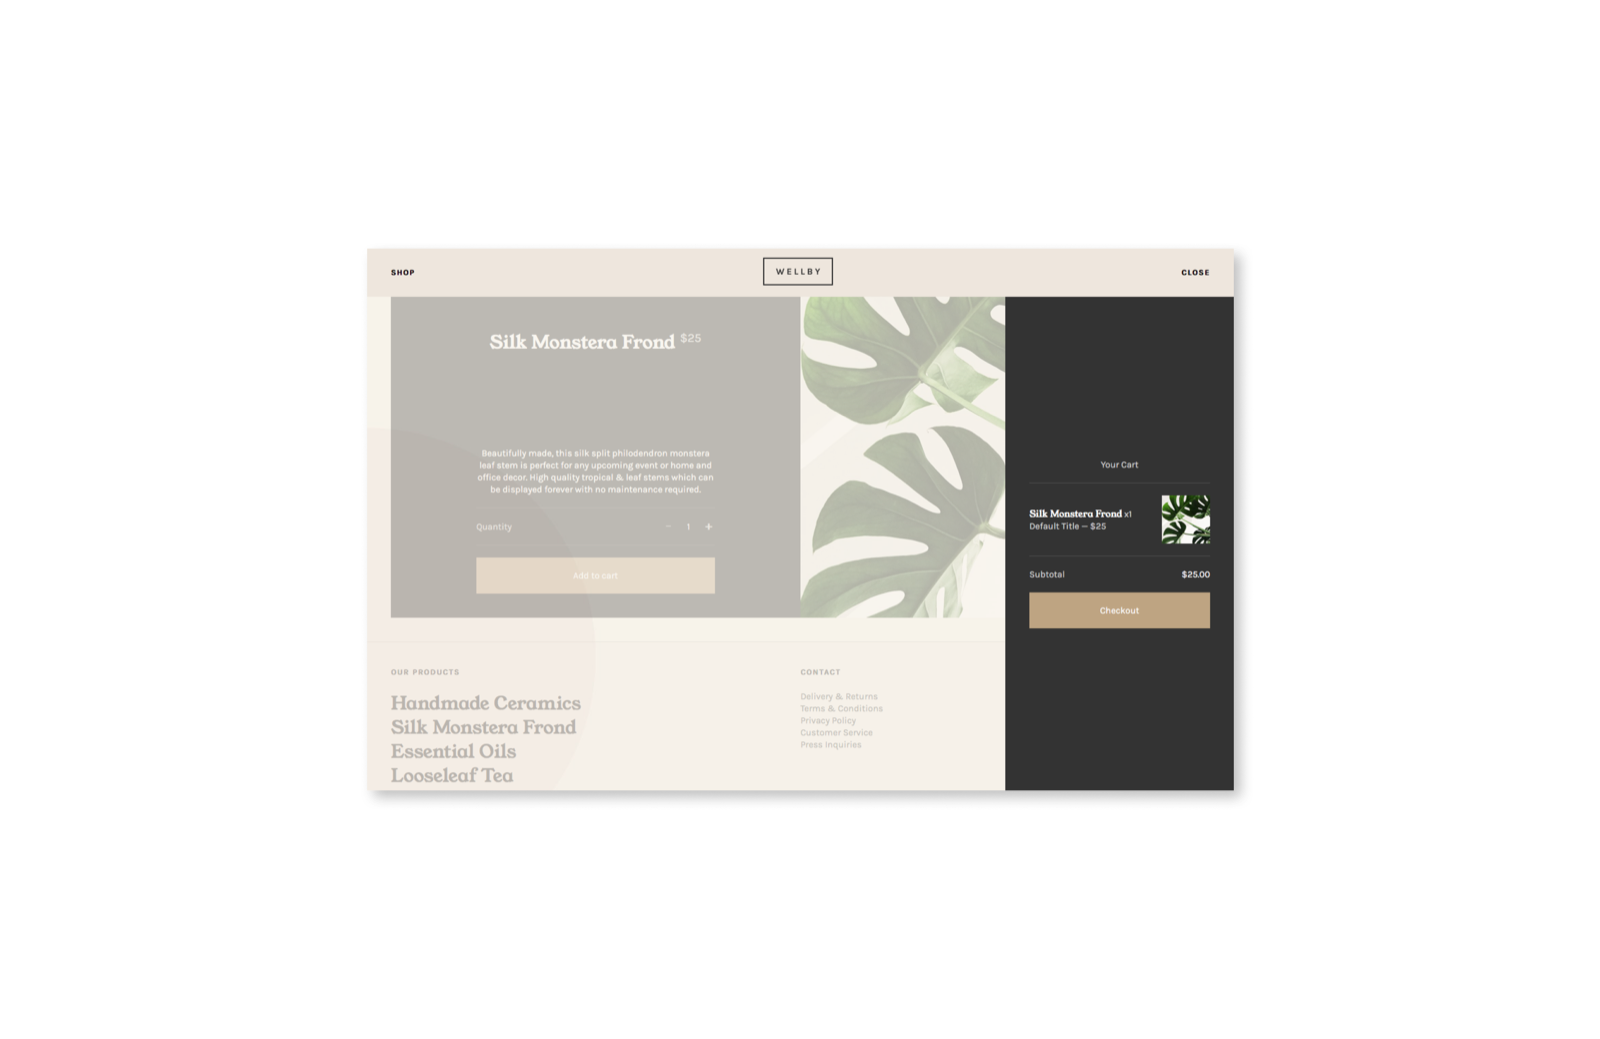 SHOP
WELLBY
CLOSE
Silk Monstera Frond $25
Beautifully made, this silk split philodendron monstera
leaf stem is perfect for any upcoming event or home and
office decor. High quality tropical & leaf stems which can
be displayed forever with no maintenance required.
Quantity
− 1 +
Add to cart
Your Cart
Silk Monstera Frond x1
Default Title — $25
Subtotal
$25.00
Checkout
OUR PRODUCTS
Handmade Ceramics
Silk Monstera Frond
Essential Oils
Looseleaf Tea
CONTACT
Delivery & Returns
Terms & Conditions
Privacy Policy
Customer Service
Press Inquiries